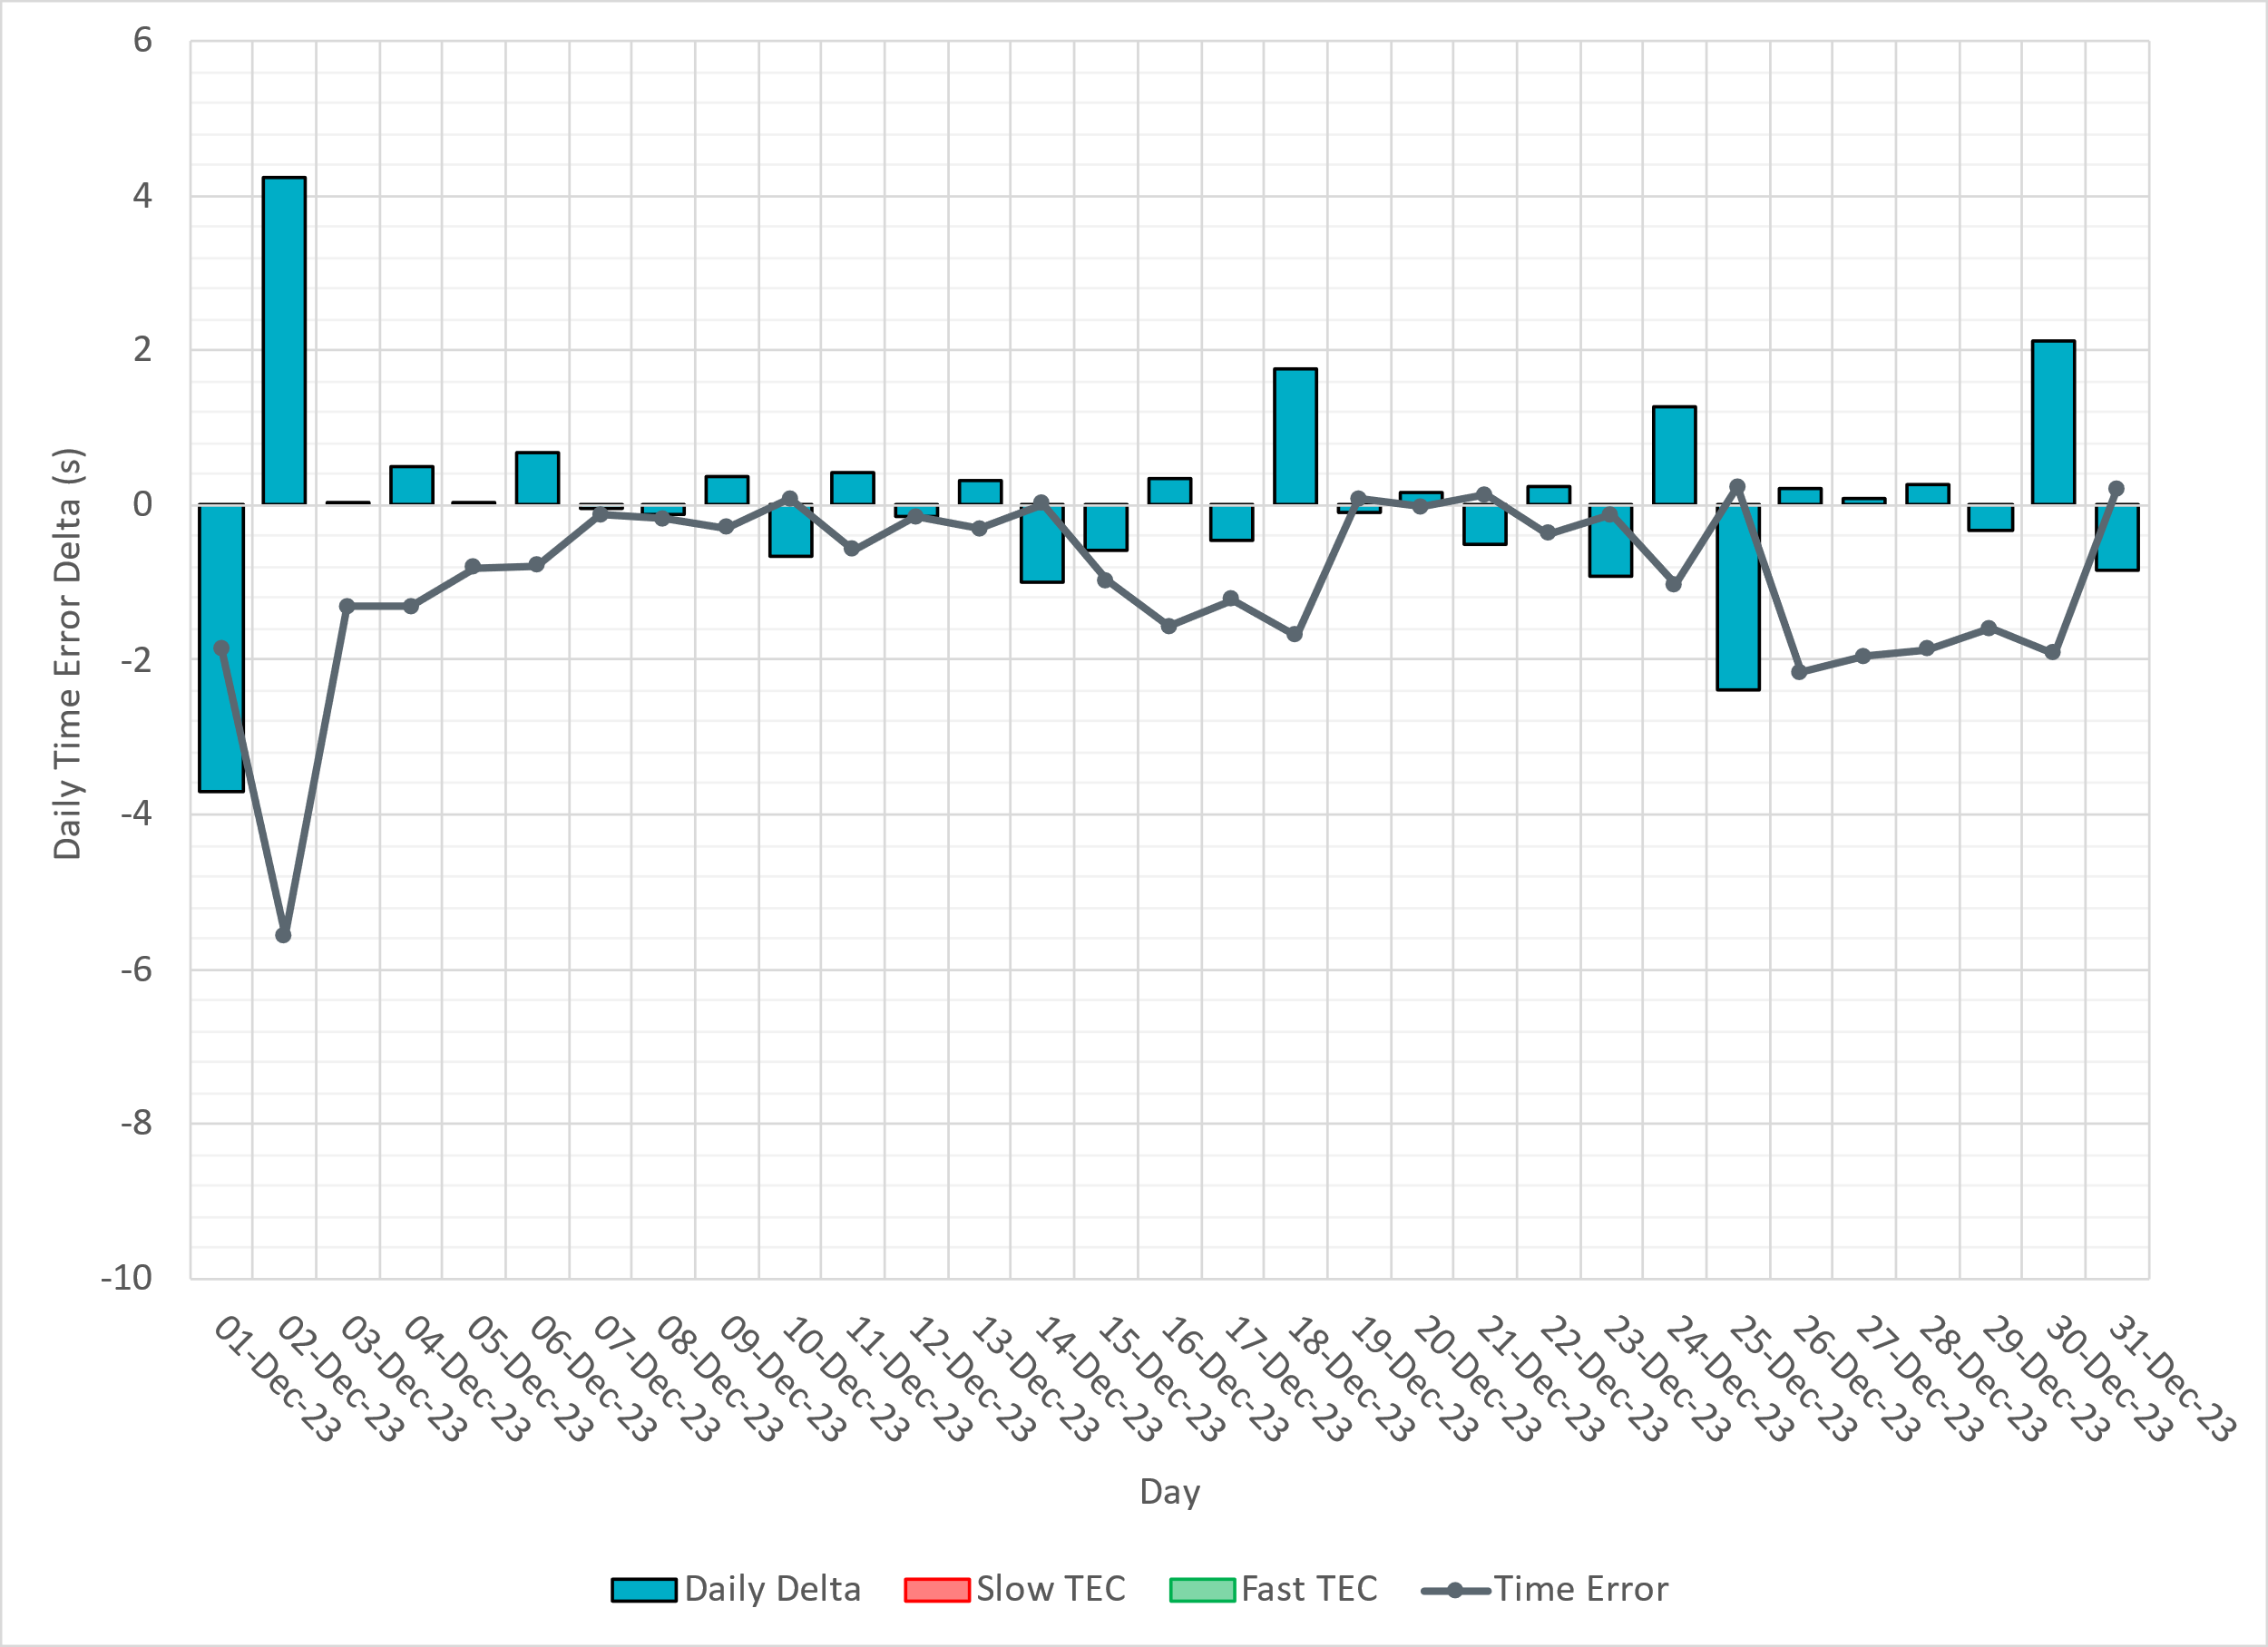 6
4
2
0
-2
-4
-6
-8
-10
Daily Time Error Delta (s)
01-Dec-23
02-Dec-23
03-Dec-23
04-Dec-23
05-Dec-23
06-Dec-23
07-Dec-23
08-Dec-23
09-Dec-23
10-Dec-23
11-Dec-23
12-Dec-23
13-Dec-23
14-Dec-23
15-Dec-23
16-Dec-23
17-Dec-23
18-Dec-23
19-Dec-23
20-Dec-23
21-Dec-23
22-Dec-23
23-Dec-23
24-Dec-23
25-Dec-23
26-Dec-23
27-Dec-23
28-Dec-23
29-Dec-23
30-Dec-23
31-Dec-23
Day
Daily Delta Slow TEC Fast TEC Time Error